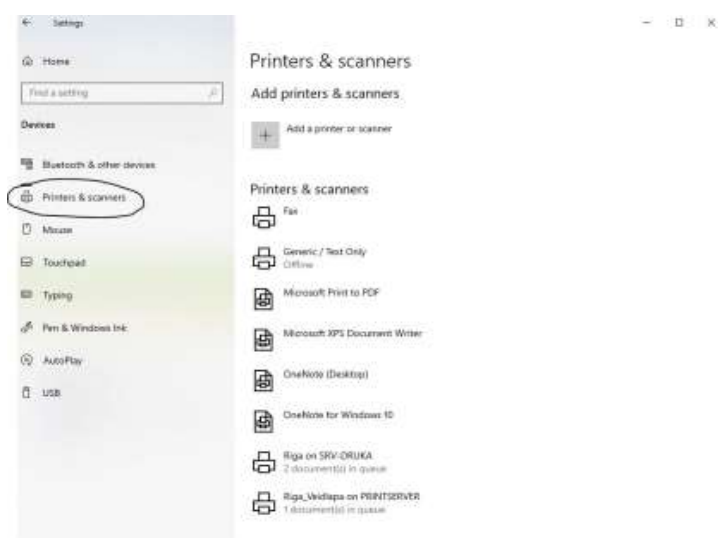 Settings
Home
Find a setting
Devices
Bluetooth & other devices
Printers & scanners
Mouse
Touchpad
Typing
Pen & Windows Ink
AutoPlay
USB
Printers & scanners
Add printers & scanners
Add a printer or scanner
Printers & scanners
Fax
Generic / Text Only
Offline
Microsoft Print to PDF
Microsoft XPS Document Writer
OneNote (Desktop)
OneNote for Windows 10
Riga on SRV-DRUKA
2 document(s) in queue
Riga_Veidlapa on PRINTSERVER
1 document(s) in queue